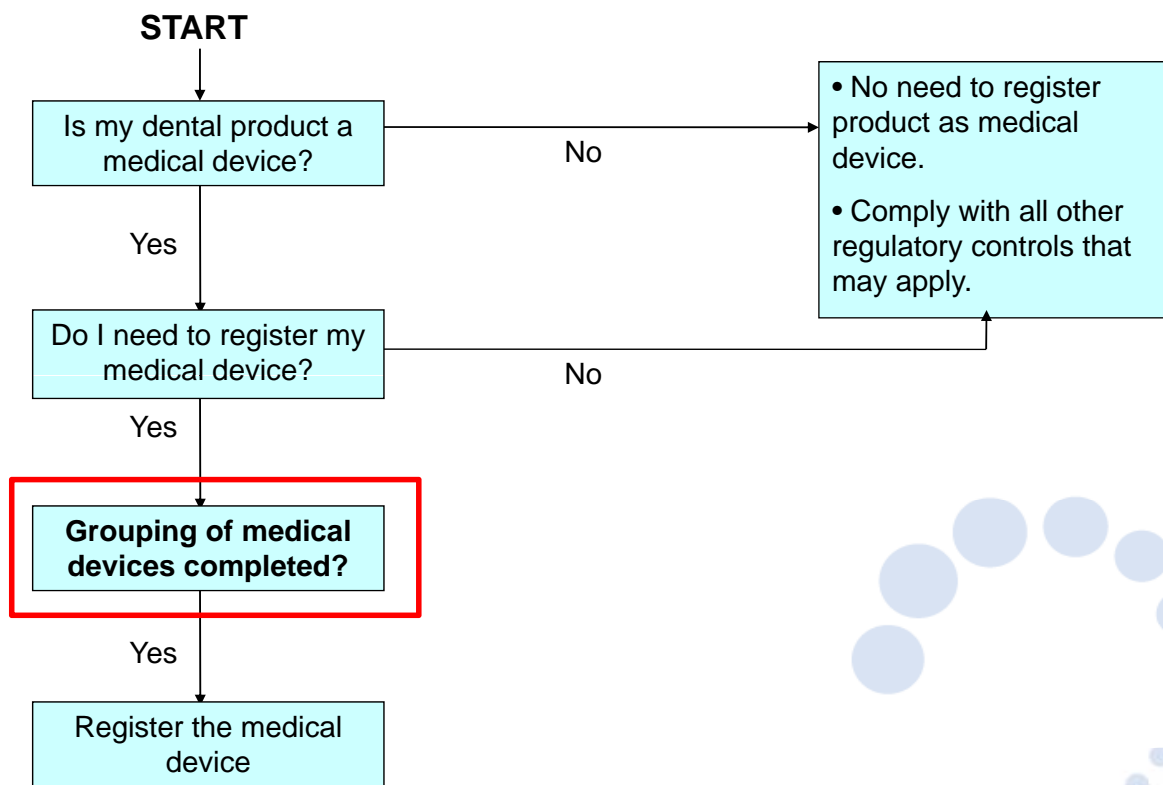 START
Is my dental product a
medical device?
No
• No need to register
product as medical
device.
• Comply with all other
regulatory controls that
may apply.
Yes
Do I need to register my
medical device?
No
Yes
Grouping of medical
devices completed?
Yes
Register the medical
device